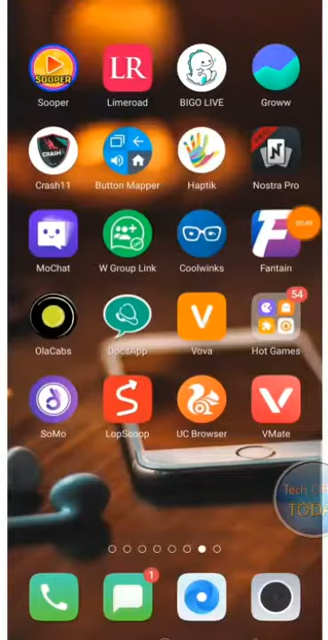 SOOPER
LR
Sooper
Limeroad
BIGO LIVE
Groww
CRASH
N
Crash11
Button Mapper
Haptik
Nostra Pro
F
MoChat
W Group Link
Coolwinks
Fantain
V
54
OlaCabs
DocsApp
Vova
Hot Games
SoMo
LopScoop
UC Browser
VMate
Tech
TODA
1